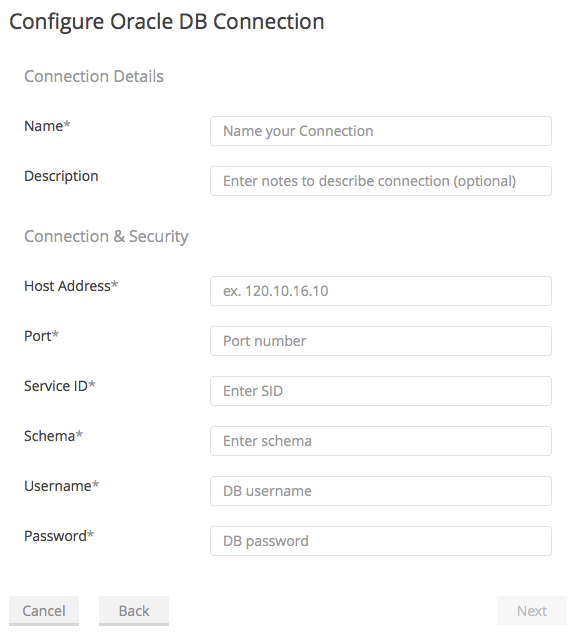 Configure Oracle DB Connection
Connection Details
Name*
Name your Connection
Description
Enter notes to describe connection (optional)
Connection & Security
Host Address*
ex. 120.10.16.10
Port*
Port number
Service ID*
Enter SID
Schema*
Enter schema
Username*
DB username
Password*
DB password
Cancel Back Next